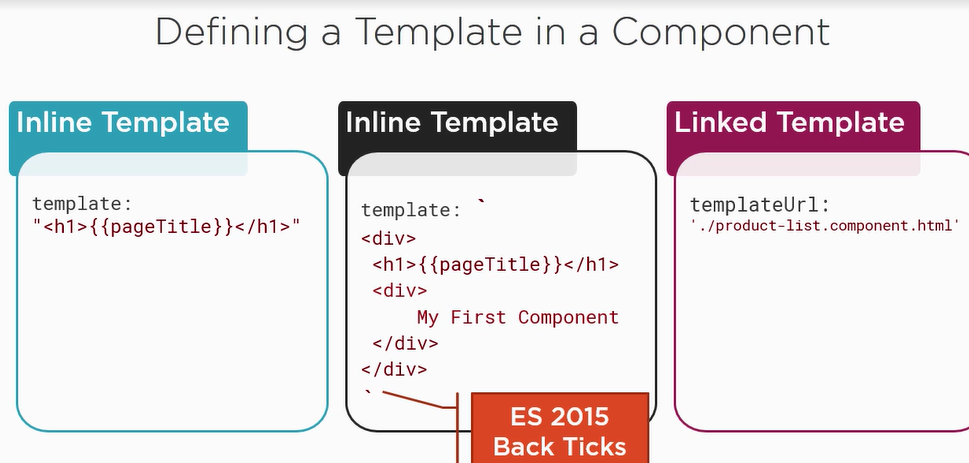 Defining a Template in a Component
Inline Template
template:
"<h1>{{pageTitle}}</h1>"
Inline Template
template: `
<div>
<h1>{{pageTitle}}</h1>
<div>
My First Component
</div>
</div>
`
ES 2015
Back Ticks
Linked Template
templateUrl:
'./product-list.component.html'